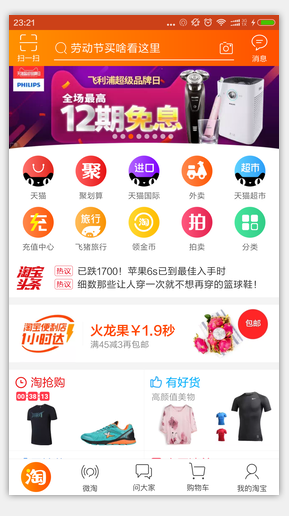 23:21
扫一扫
劳动节买啥看这里
消息
PHILIPS
飞利浦超级品牌日
全场最高
12期免息
天猫
聚
聚划算
进口
天猫国际
外卖
超市
天猫超市
充
充值中心
旅行
飞猪旅行
淘
领金币
拍
拍卖
分类
淘宝头条
热议 已跌1700！苹果6s已到最佳入手时
热议 细数那些让人穿一次就不想再穿的篮球鞋!
淘宝便利店
1小时达
火龙果￥1.9秒
满45减3再包邮
包邮
淘抢购
00:38:13
有好货
高颜值美物
淘
微淘
问大家
购物车
我的淘宝